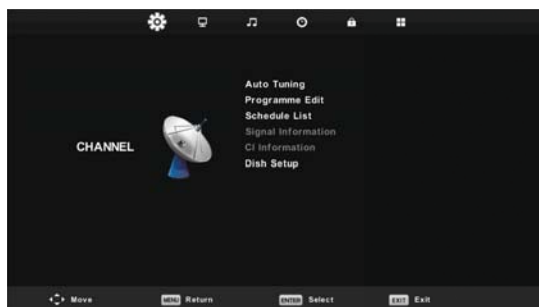 Auto Tuning
Programme Edit
Schedule List
Signal Information
CHANNEL
CI Information
Dish Setup
Move
MENU Return
ENTER Select
EXIT Exit